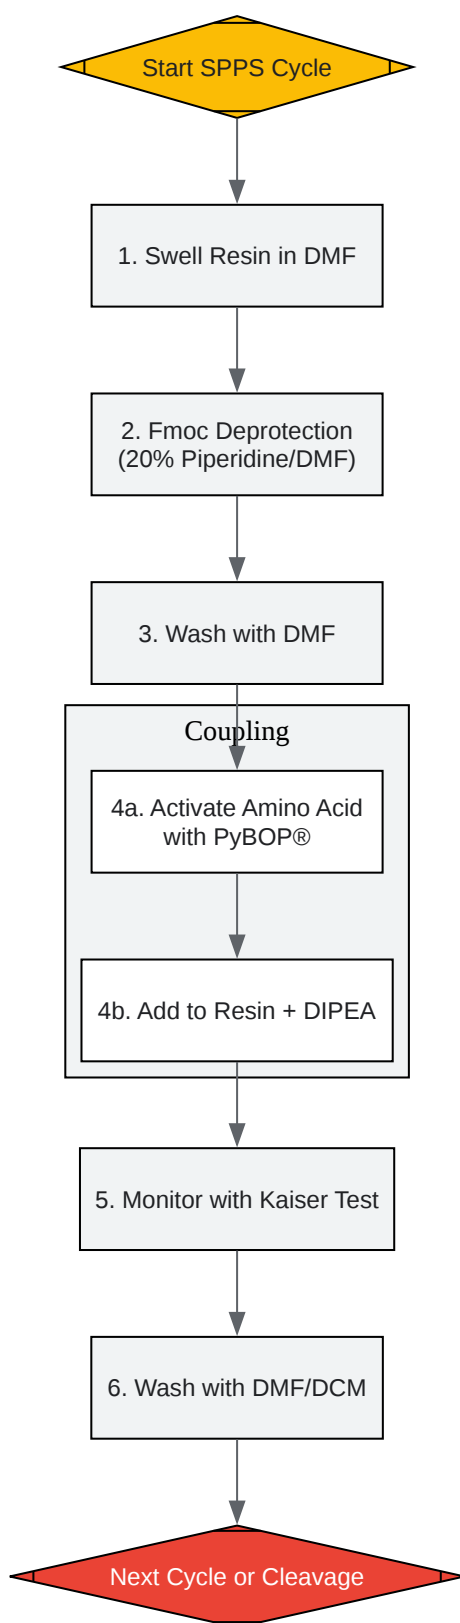 Start SPPS Cycle
1. Swell Resin in DMF
2. Fmoc Deprotection
(20% Piperidine/DMF)
3. Wash with DMF
Coupling
4a. Activate Amino Acid
with PyBOP®
4b. Add to Resin + DIPEA
5. Monitor with Kaiser Test
6. Wash with DMF/DCM
Next Cycle or Cleavage